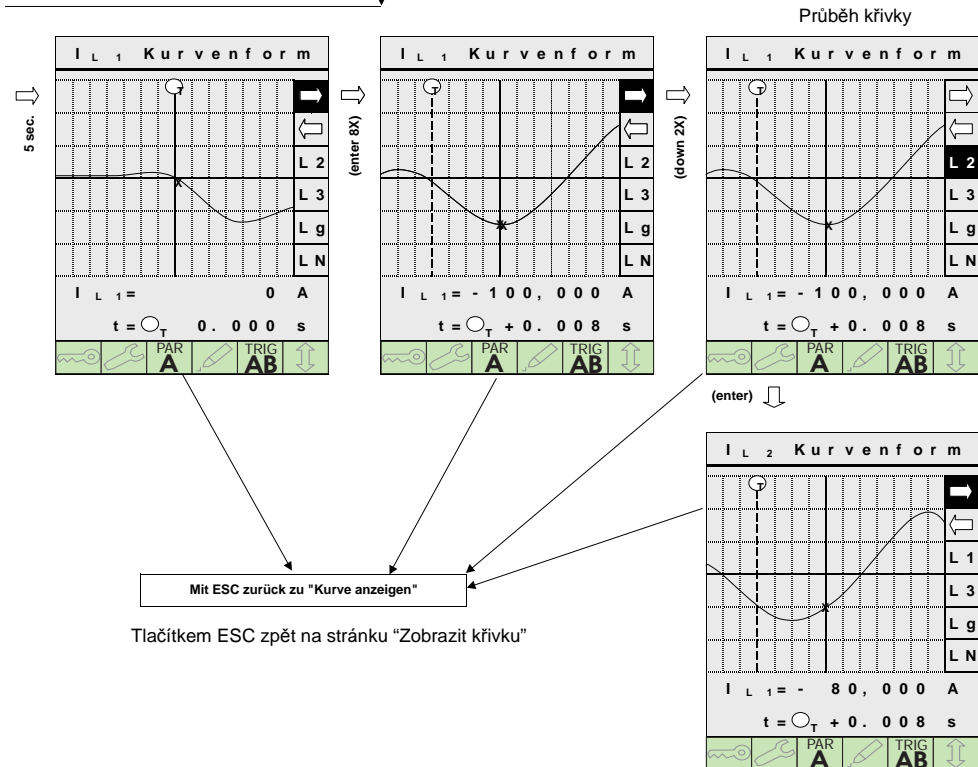 Průběh křivky
I L 1 Kurvenform
T
5 sec.
L 2
L 3
L g
L N
I L 1 = 0 A
t = T 0.000 s
PAR A TRIG AB
(enter 8X)
I L 1 Kurvenform
T
L 2
L 3
L g
L N
I L 1 = -100,000 A
t = T +0.008 s
PAR A TRIG AB
(down 2X)
I L 1 Kurvenform
T
L 2
L 3
L g
L N
I L 1 = -100,000 A
t = T +0.008 s
PAR A TRIG AB
(enter)
I L 2 Kurvenform
T
L 1
L 3
L g
L N
I L 1 = - 80,000 A
t = T +0.008 s
PAR A TRIG AB
Mit ESC zurück zu "Kurve anzeigen"
Tlačítkem ESC zpět na stránku “Zobrazit křivku”